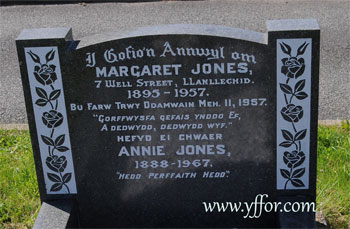 I Gofio'n Annwyl am
MARGARET JONES,
7 WELL STREET, LLANLLECHID.
1895 – 1957.
BU FARW TRWY DDAMWAIN MEH. 11, 1957.
"GORFFWYSFA GEFAIS YNDDO EF,
A DEDWYDD, DEDWYDD WYF."
HEFYD EI CHWAER
ANNIE JONES,
1888-1967,
"HEDD PERFFAITH HEDD".
www.yffor.com